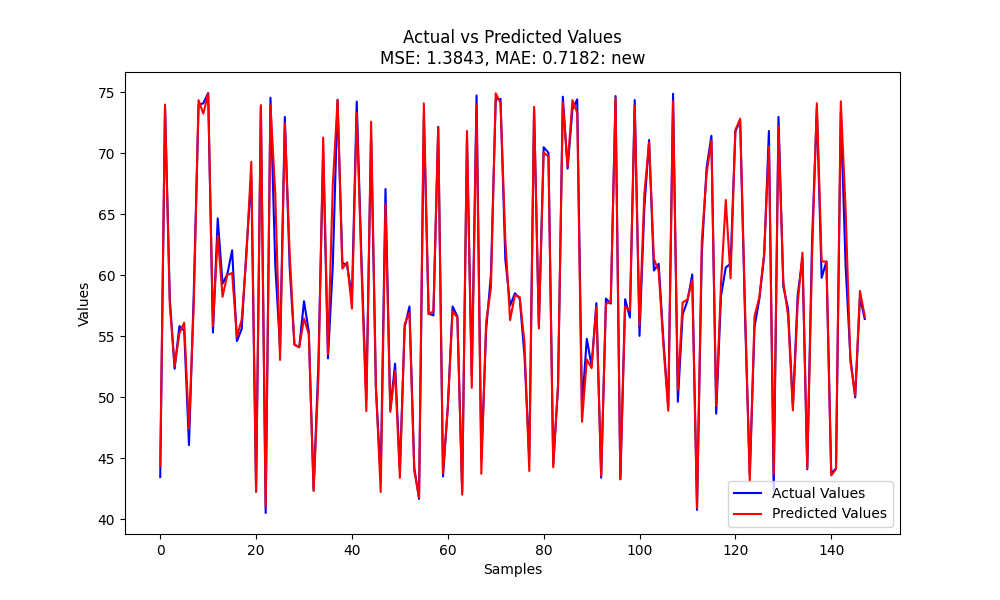 Actual vs Predicted Values
MSE: 1.3843, MAE: 0.7182: new
Values
75
70
65
60
55
50
45
40
0 20 40 60 80 100 120 140
Samples
Actual Values
Predicted Values